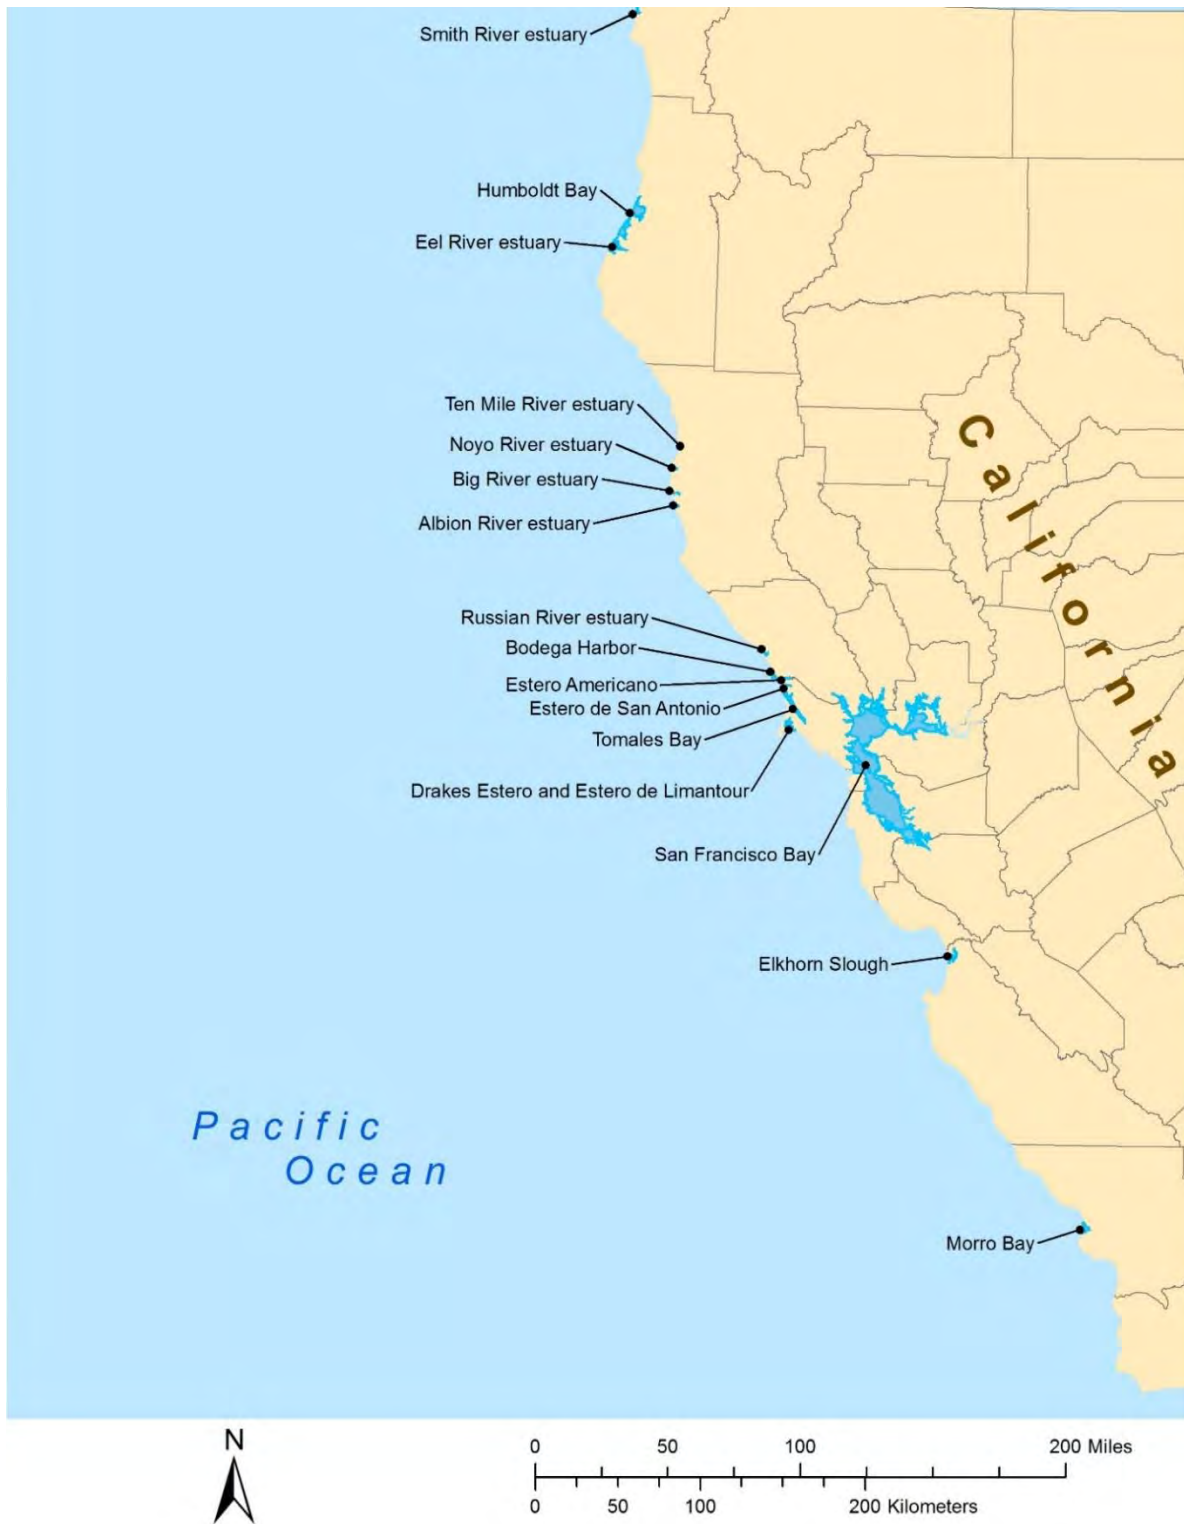 Smith River estuary
Humboldt Bay
Eel River estuary
Ten Mile River estuary
Noyo River estuary
Big River estuary
Albion River estuary
California
Russian River estuary
Bodega Harbor
Estero Americano
Estero de San Antonio
Tomales Bay
Drakes Estero and Estero de Limantour
San Francisco Bay
Elkhorn Slough
Pacific
Ocean
Morro Bay
N
0 50 100 200 Miles
0 50 100 200 Kilometers